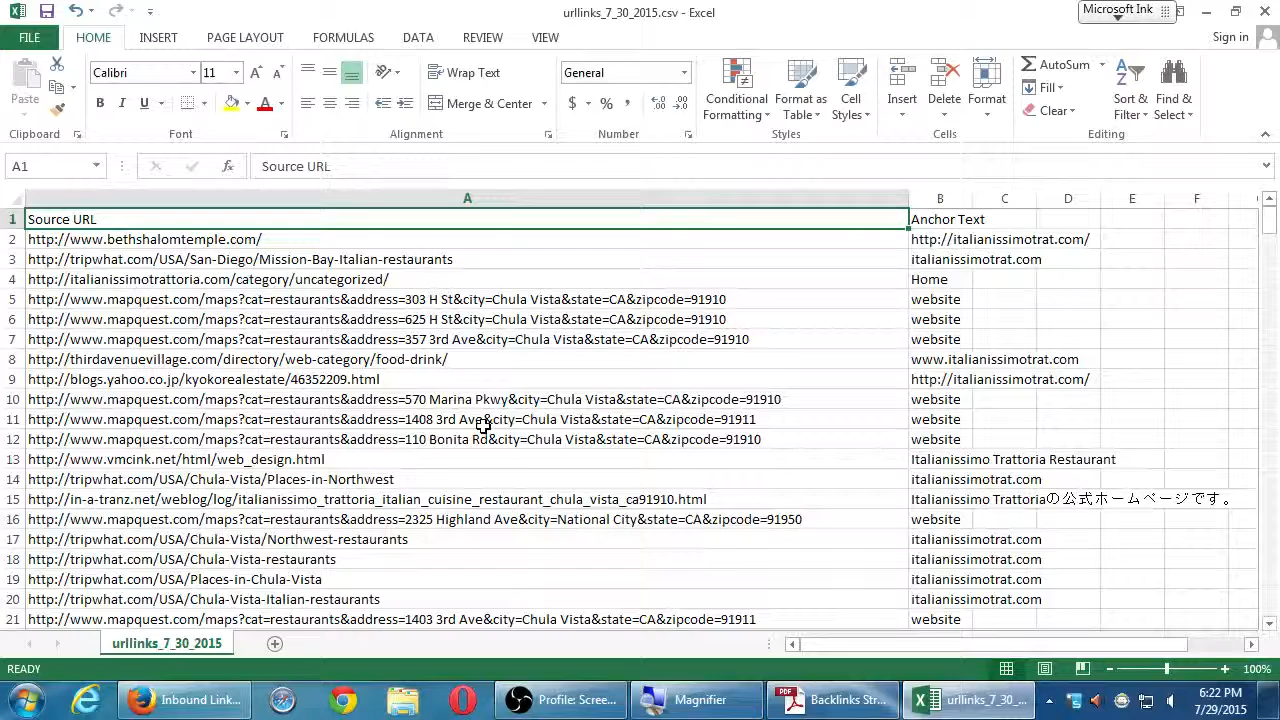 urllinks_7_30_2015.csv - Excel
Microsoft Ink
FILE
HOME
INSERT
PAGE LAYOUT
FORMULAS
DATA
REVIEW
VIEW
Sign in
Paste
Calibri
11
B I U
Wrap Text
Merge & Center
General
$ % ,
Conditional Formatting
Format as Table
Cell Styles
Insert
Delete
Format
AutoSum
Fill
Clear
Sort & Filter
Find & Select
Clipboard
Font
Alignment
Number
Styles
Cells
Editing
A1
fx
Source URL
A B C D E F
1 Source URL Anchor Text
2 http://www.bethshalomtemple.com/ http://italianissimotrat.com/
3 http://tripwhat.com/USA/San-Diego/Mission-Bay-Italian-restaurants italianissimotrat.com
4 http://italianissimotrattoria.com/category/uncategorized/ Home
5 http://www.mapquest.com/maps?cat=restaurants&address=303 H St&city=Chula Vista&state=CA&zipcode=91910 website
6 http://www.mapquest.com/maps?cat=restaurants&address=625 H St&city=Chula Vista&state=CA&zipcode=91910 website
7 http://www.mapquest.com/maps?cat=restaurants&address=357 3rd Ave&city=Chula Vista&state=CA&zipcode=91910 website
8 http://thirdavenuevillage.com/directory/web-category/food-drink/ www.italianissimotrat.com
9 http://blogs.yahoo.co.jp/kyokorealestate/46352209.html http://italianissimotrat.com/
10 http://www.mapquest.com/maps?cat=restaurants&address=570 Marina Pkwy&city=Chula Vista&state=CA&zipcode=91910 website
11 http://www.mapquest.com/maps?cat=restaurants&address=1408 3rd Ave&city=Chula Vista&state=CA&zipcode=91911 website
12 http://www.mapquest.com/maps?cat=restaurants&address=110 Bonita Rd&city=Chula Vista&state=CA&zipcode=91910 website
13 http://www.vmcink.net/html/web_design.html Italianissimo Trattoria Restaurant
14 http://tripwhat.com/USA/Chula-Vista/Places-in-Northwest italianissimotrat.com
15 http://in-a-tranz.net/weblog/log/italianissimo_trattoria_italian_cuisine_restaurant_chula_vista_ca91910.html Italianissimo Trattoriaの公式ホームページです。
16 http://www.mapquest.com/maps?cat=restaurants&address=2325 Highland Ave&city=National City&state=CA&zipcode=91950 website
17 http://tripwhat.com/USA/Chula-Vista/Northwest-restaurants italianissimotrat.com
18 http://tripwhat.com/USA/Chula-Vista-restaurants italianissimotrat.com
19 http://tripwhat.com/USA/Places-in-Chula-Vista italianissimotrat.com
20 http://tripwhat.com/USA/Chula-Vista-Italian-restaurants italianissimotrat.com
21 http://www.mapquest.com/maps?cat=restaurants&address=1403 3rd Ave&city=Chula Vista&state=CA&zipcode=91911 website
urllinks_7_30_2015
READY
100%
Inbound Link...
Profile: Scree...
Magnifier
PDF
Backlinks Str...
urllinks_7_30_...
6:22 PM
7/29/2015